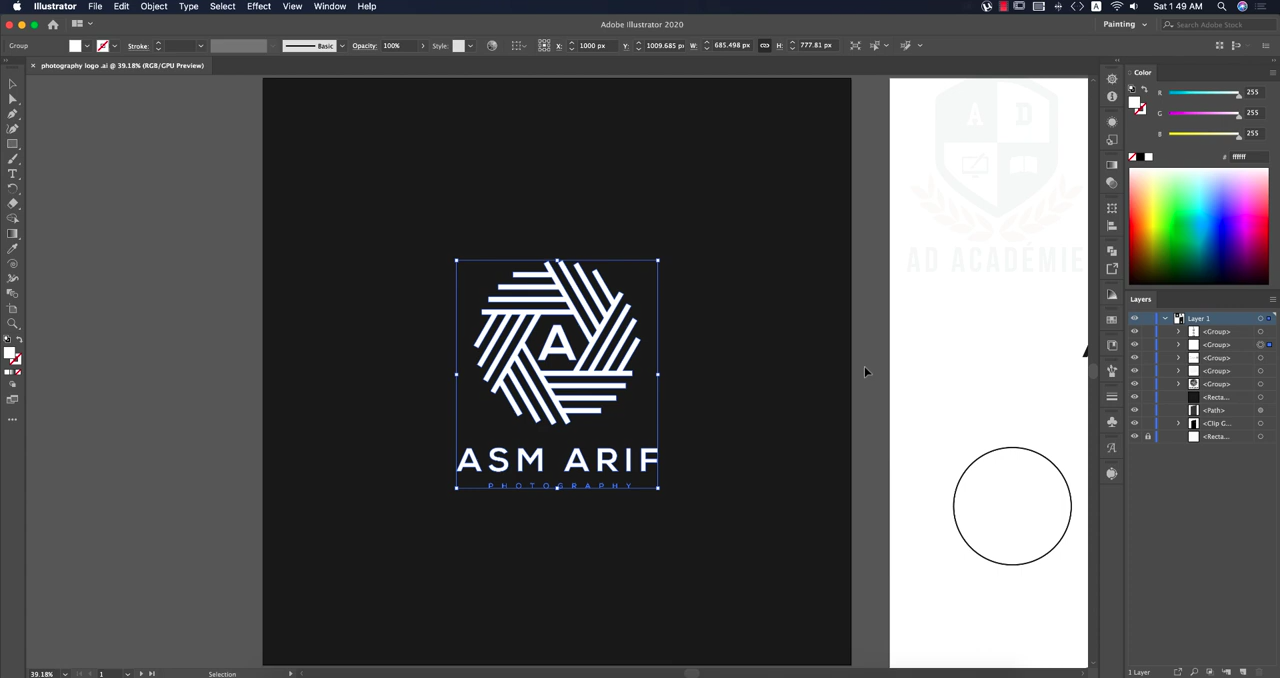 Illustrator File Edit Object Type Select Effect View Window Help
A Sat 1:49 AM
Adobe Illustrator 2020
Painting
Search Adobe Stock
Group Stroke: Basic Opacity: 100% Style: X: 1000 px Y: 1009.685 px W: 685.498 px H: 777.81 px
× photography logo .ai @ 39.18% (RGB/GPU Preview)
Color
R 255
G 255
B 255
# ffffff
A D
AD ACADÉMIE
A
ASM ARIF
PHOTOGRAPHY
Layers
Layer 1
<Group>
<Group>
<Group>
<Group>
<Group>
<Recta...
<Path>
<Clip G...
<Recta...
39.18% 1 Selection
1 Layer